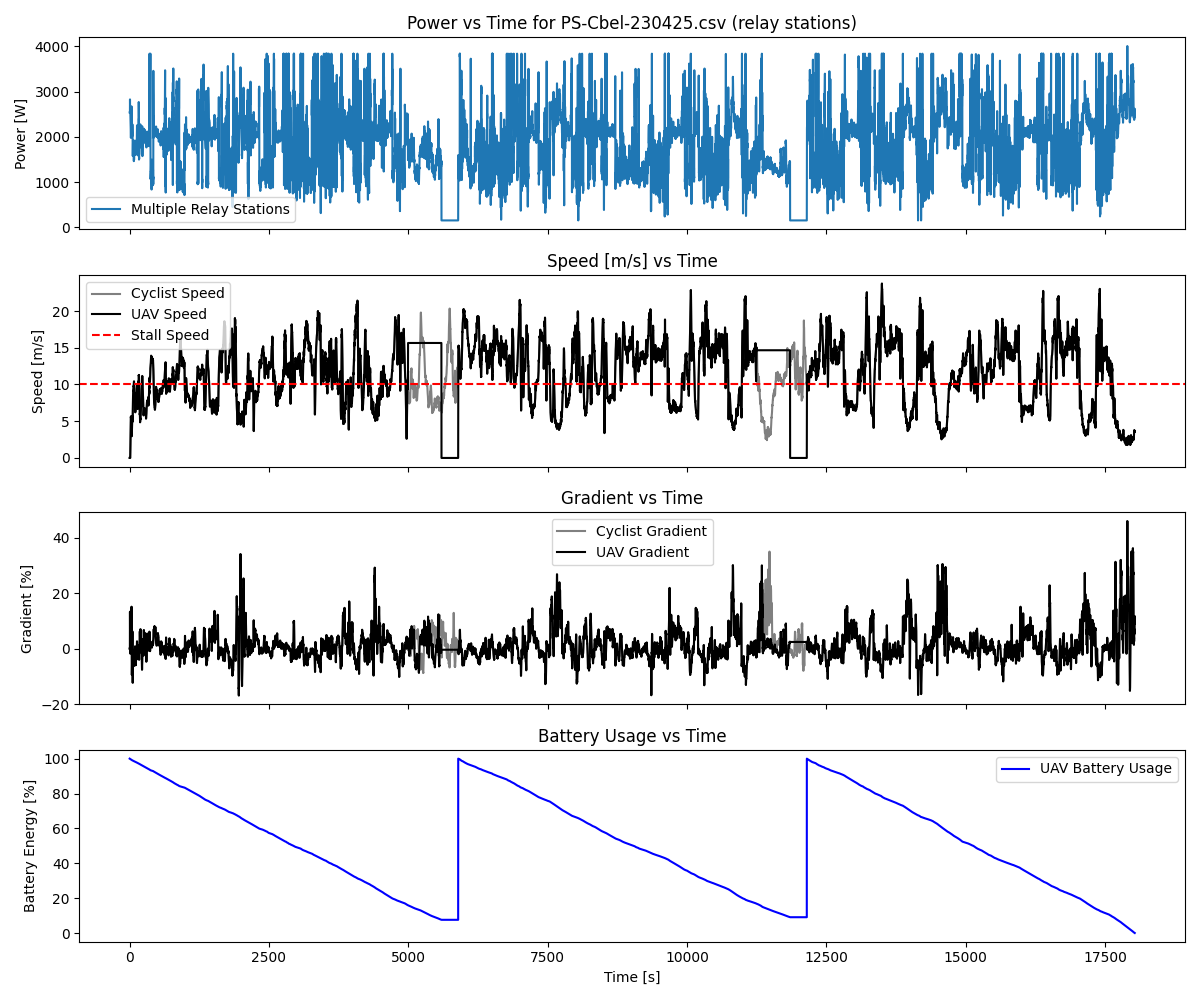 Power vs Time for PS-Cbel-230425.csv (relay stations)
4000
3000
2000
1000
0
Power [W]
Multiple Relay Stations
Speed [m/s] vs Time
20
15
10
5
0
Speed [m/s]
Cyclist Speed
UAV Speed
Stall Speed
Gradient vs Time
40
20
0
−20
Gradient [%]
Cyclist Gradient
UAV Gradient
Battery Usage vs Time
100
80
60
40
20
0
Battery Energy [%]
UAV Battery Usage
0 2500 5000 7500 10000 12500 15000 17500
Time [s]